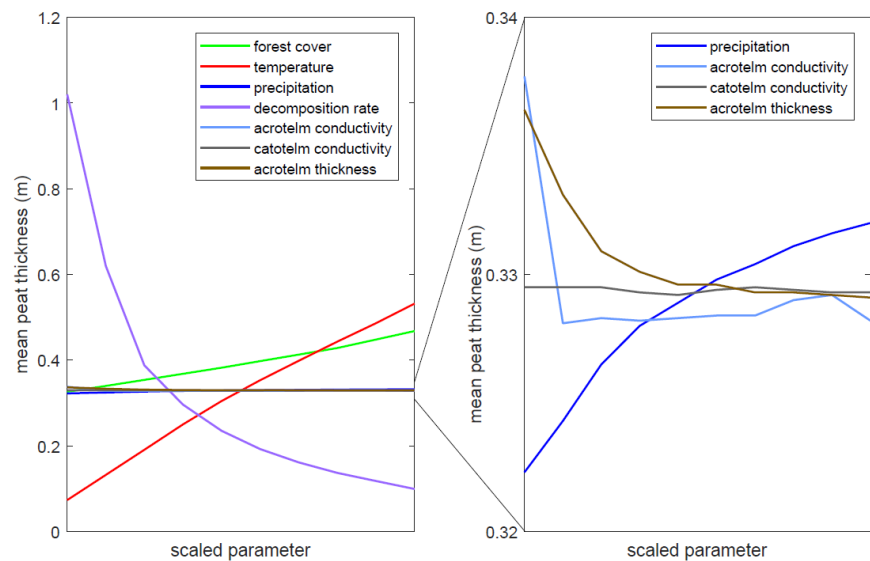 1.2
1
0.8
0.6
0.4
0.2
0
mean peat thickness (m)
scaled parameter
forest cover
temperature
precipitation
decomposition rate
acrotelm conductivity
catotelm conductivity
acrotelm thickness
0.34
0.33
0.32
mean peat thickness (m)
scaled parameter
precipitation
acrotelm conductivity
catotelm conductivity
acrotelm thickness